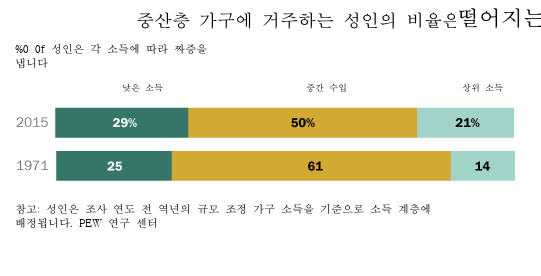 중산층 가구에 거주하는 성인의 비율은떨어지는
%0 Of 성인은 각 소득에 따라 짜증을
냅니다
낮은 소득 중간 수입 상위 소득
2015 29% 50% 21%
1971 25 61 14
참고: 성인은 조사 연도 전 역년의 규모 조정 가구 소득을 기준으로 소득 계층에
배정됩니다. PEW 연구 센터